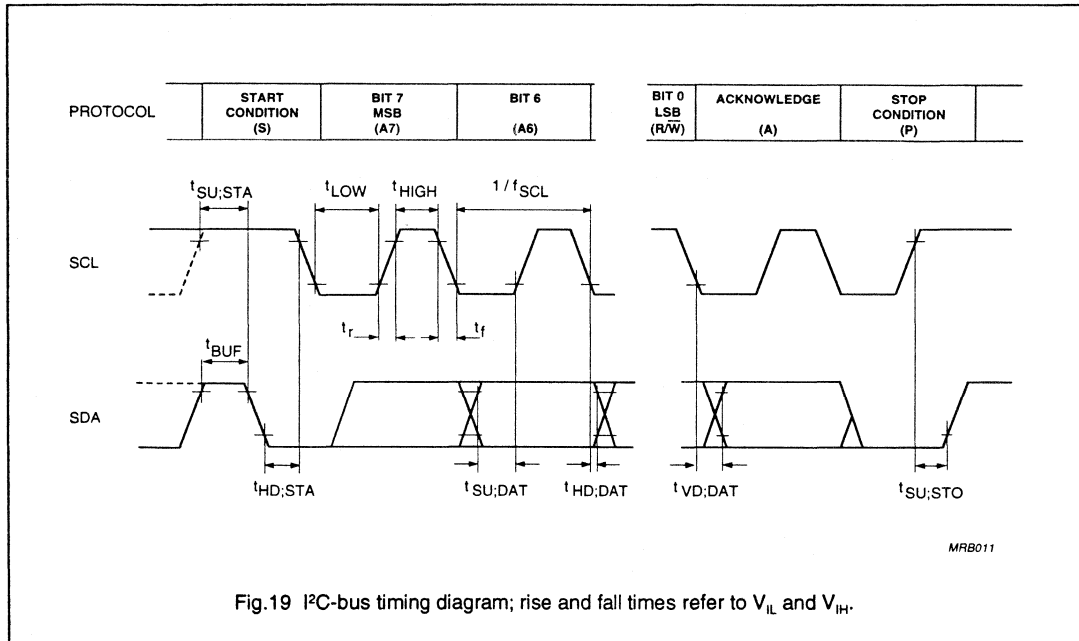 PROTOCOL
START
CONDITION
(S)
BIT 7
MSB
(A7)
BIT 6
(A6)
BIT 0
LSB
(R/W̅)
ACKNOWLEDGE
(A)
STOP
CONDITION
(P)
tSU;STA
tLOW
tHIGH
1 / fSCL
SCL
tr
tf
tBUF
SDA
tHD;STA
tSU;DAT
tHD;DAT
tVD;DAT
tSU;STO
MRB011
Fig.19 I²C-bus timing diagram; rise and fall times refer to VIL and VIH.